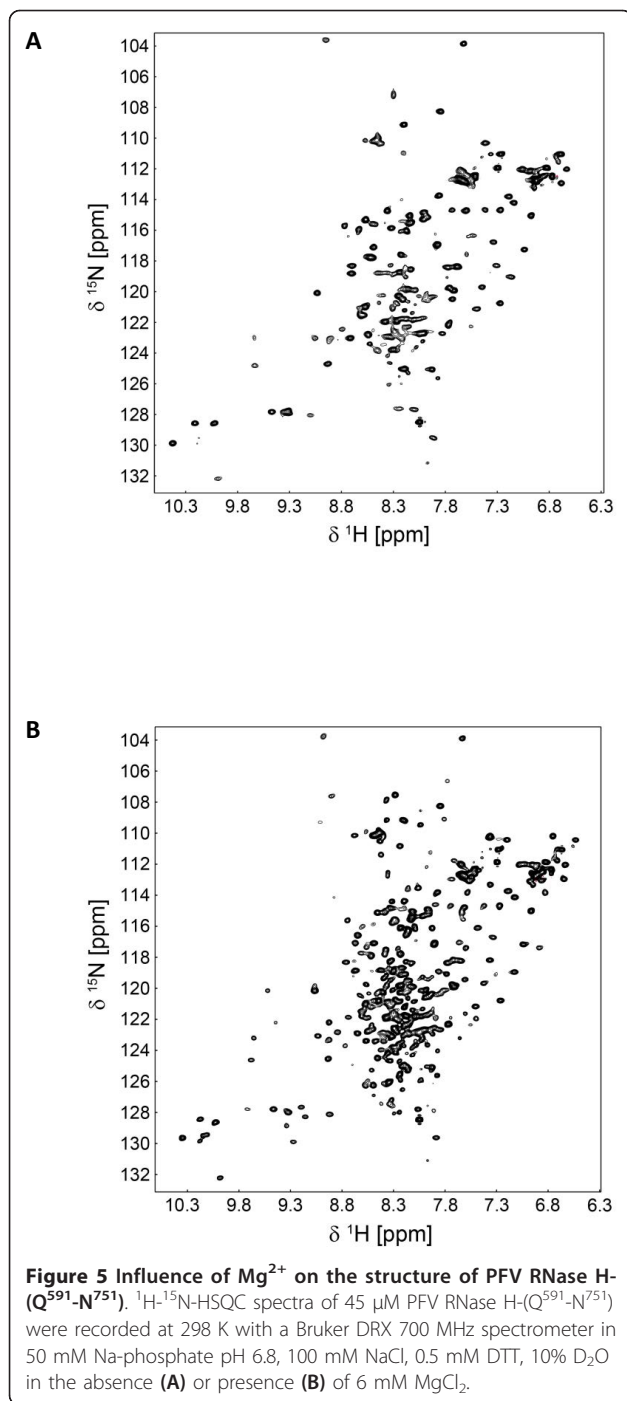 A
104
106
108
110
112
114
116
118
120
122
124
126
128
130
132
δ ¹⁵N [ppm]
10.3 9.8 9.3 8.8 8.3 7.8 7.3 6.8 6.3
δ ¹H [ppm]
B
104
106
108
110
112
114
116
118
120
122
124
126
128
130
132
δ ¹⁵N [ppm]
10.3 9.8 9.3 8.8 8.3 7.8 7.3 6.8 6.3
δ ¹H [ppm]
Figure 5 Influence of Mg²⁺ on the structure of PFV RNase H-
(Q⁵⁹¹-N⁷⁵¹). ¹H-¹⁵N-HSQC spectra of 45 μM PFV RNase H-(Q⁵⁹¹-N⁷⁵¹)
were recorded at 298 K with a Bruker DRX 700 MHz spectrometer in
50 mM Na-phosphate pH 6.8, 100 mM NaCl, 0.5 mM DTT, 10% D₂O
in the absence (A) or presence (B) of 6 mM MgCl₂.